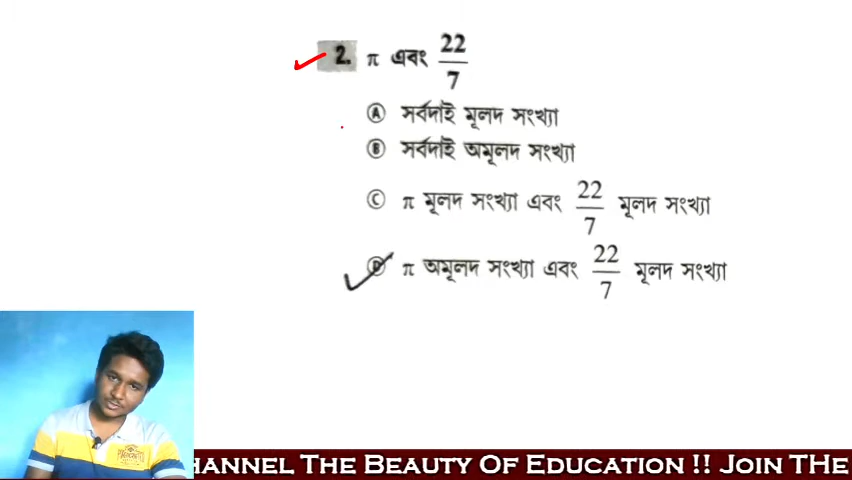 2. π এবং 22/7
Ⓐ সর্বদাই মূলদ সংখ্যা
Ⓑ সর্বদাই অমূলদ সংখ্যা
Ⓒ π মূলদ সংখ্যা এবং 22/7 মূলদ সংখ্যা
Ⓓ π অমূলদ সংখ্যা এবং 22/7 মূলদ সংখ্যা
HANNEL THE BEAUTY OF EDUCATION !! JOIN THE